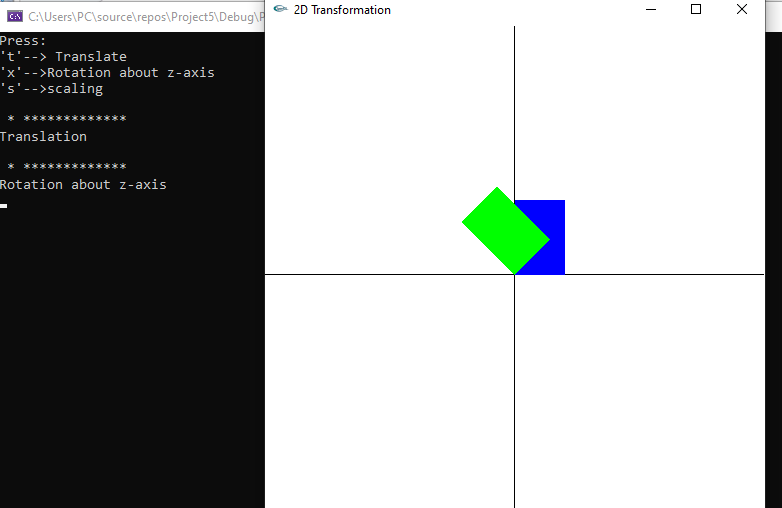 C:\Users\PC\source\repos\Project5\Debug\P
2D Transformation
Press:
't'--> Translate
'x'-->Rotation about z-axis
's'-->scaling
* *************
Translation
* *************
Rotation about z-axis